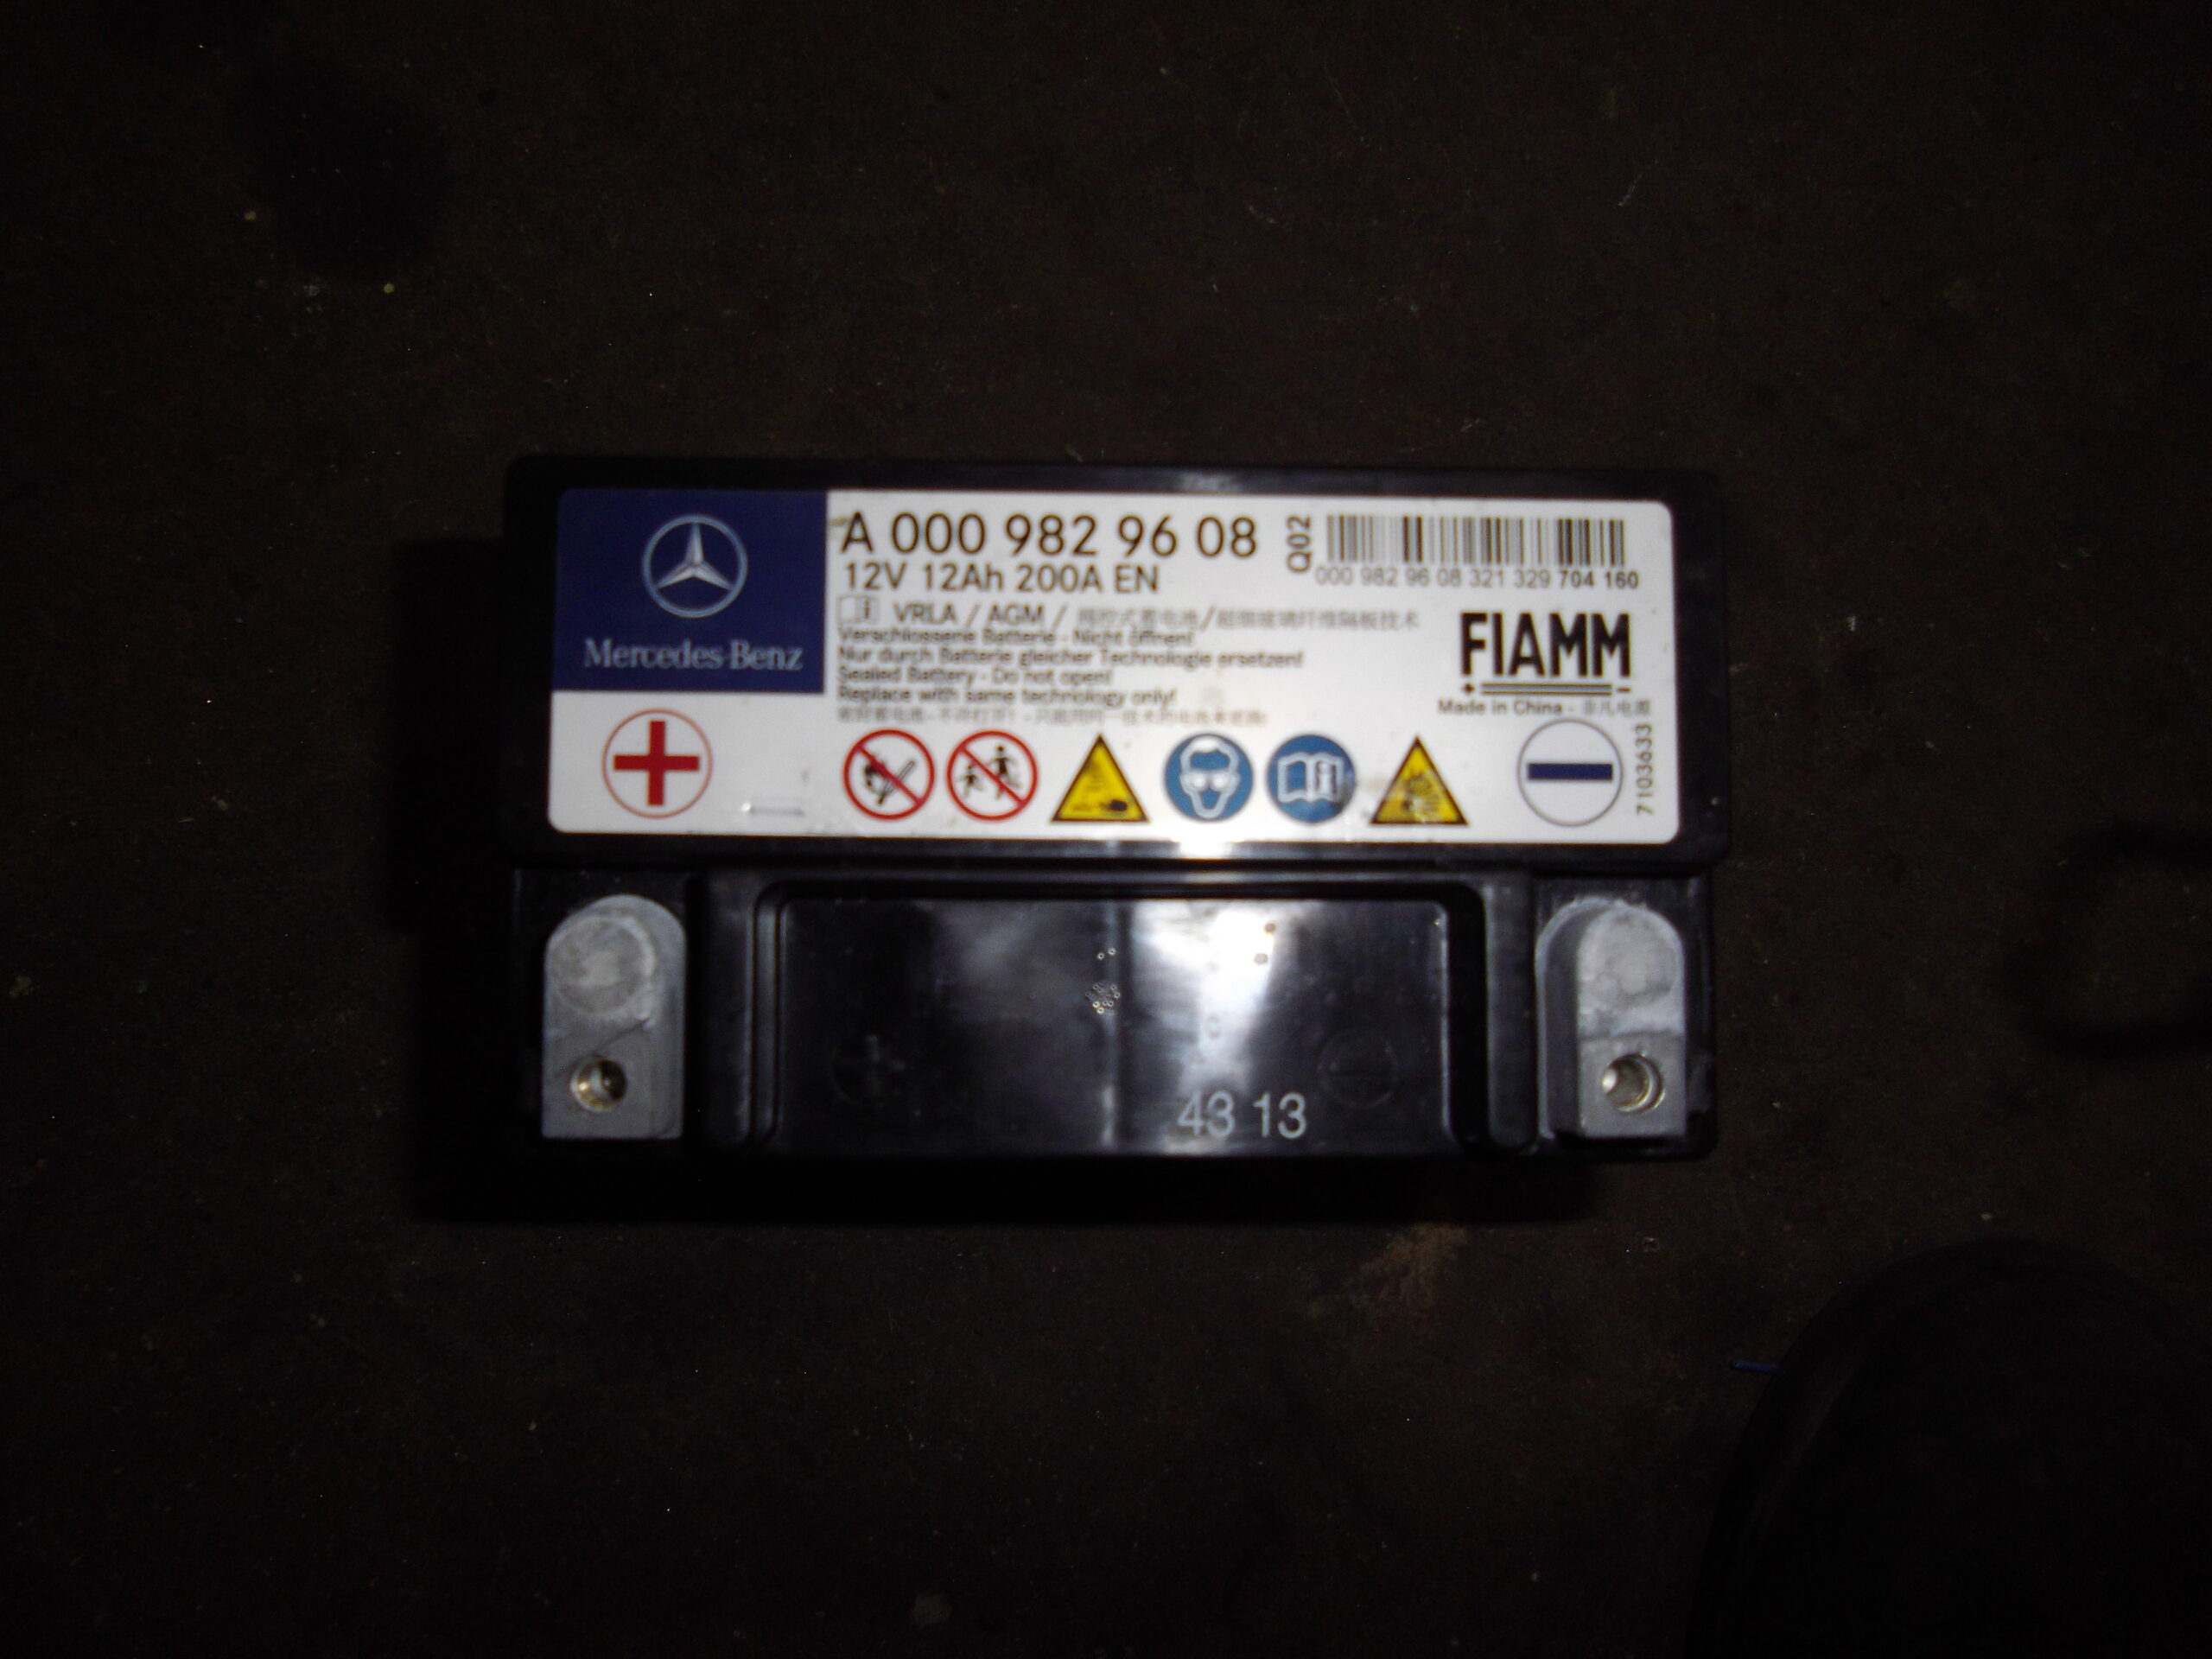 Mercedes-Benz
A 000 982 96 08
12V 12Ah 200A EN
Q02
000 982 96 08 321 329 704 160
VRLA / AGM /
Verschlossene Batterie - Nicht öffnen!
Nur durch Batterie gleicher Technologie ersetzen!
Sealed Battery - Do not open!
Replace with same technology only!
FIAMM
Made in China -
7103633
43 13